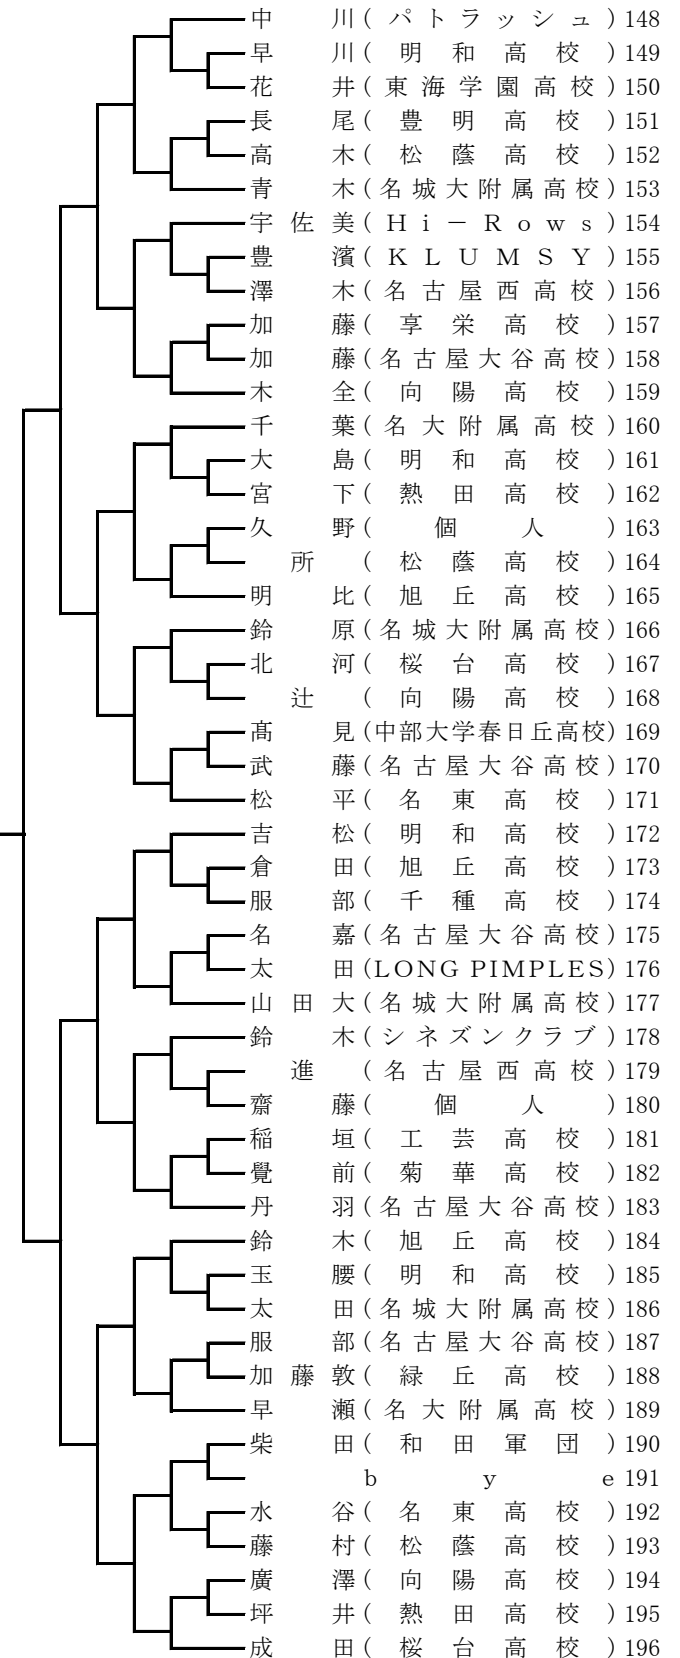 中川(パトラッシュ)148
早川(明和高校)149
花井(東海学園高校)150
長尾(豊明高校)151
高木(松蔭高校)152
青木(名城大附属高校)153
宇佐美(Hi－Rows)154
豊濱(KLUMSY)155
澤木(名古屋西高校)156
加藤(享栄高校)157
加藤(名古屋大谷高校)158
木全(向陽高校)159
千葉(名大附属高校)160
大島(明和高校)161
宮下(熱田高校)162
久野(個人)163
所(松蔭高校)164
明比(旭丘高校)165
鈴原(名城大附属高校)166
北河(桜台高校)167
辻(向陽高校)168
髙見(中部大学春日丘高校)169
武藤(名古屋大谷高校)170
松平(名東高校)171
吉松(明和高校)172
倉田(旭丘高校)173
服部(千種高校)174
名嘉(名古屋大谷高校)175
太田(LONG PIMPLES)176
山田大(名城大附属高校)177
鈴木(シネズンクラブ)178
進(名古屋西高校)179
齋藤(個人)180
稲垣(工芸高校)181
覺前(菊華高校)182
丹羽(名古屋大谷高校)183
鈴木(旭丘高校)184
玉腰(明和高校)185
太田(名城大附属高校)186
服部(名古屋大谷高校)187
加藤敦(緑丘高校)188
早瀬(名大附属高校)189
柴田(和田軍団)190
bye 191
水谷(名東高校)192
藤村(松蔭高校)193
廣澤(向陽高校)194
坪井(熱田高校)195
成田(桜台高校)196